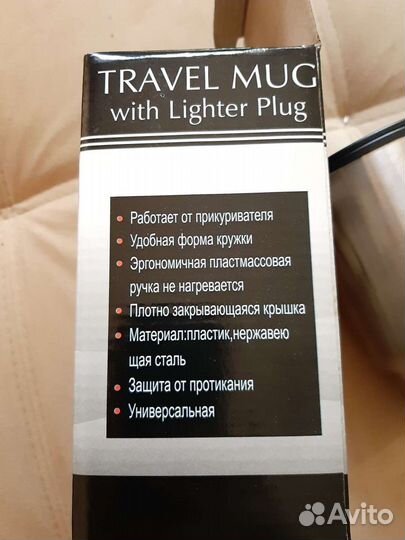 TRAVEL MUG
with Lighter Plug
• Работает от прикуривателя
• Удобная форма кружки
• Эргономичная пластмассовая
ручка не нагревается
• Плотно закрывающаяся крышка
• Материал:пластик,нержавею
щая сталь
• Защита от протикания
• Универсальная
Avito